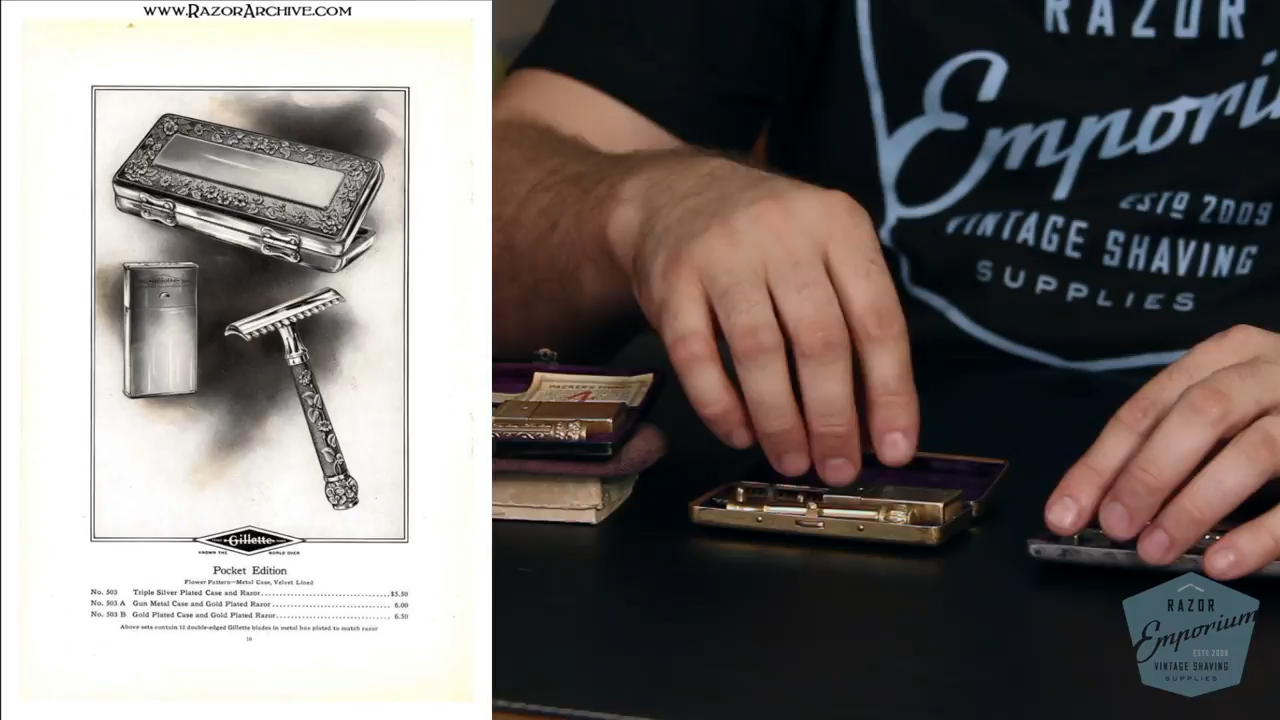 www.RazorArchive.com
Gillette
KNOWN THE WORLD OVER
Pocket Edition
Flower Pattern—Metal Case, Velvet Lined
No. 503 Triple Silver Plated Case and Razor $5.50
No. 503 A Gun Metal Case and Gold Plated Razor 6.00
No. 503 B Gold Plated Case and Gold Plated Razor 6.50
Above sets contain 12 double-edged Gillette blades in metal box plated to match razor
16
RAZOR
Empori
ESTD 2009
VINTAGE SHAVING
SUPPLIES
RAZOR
Emporium
ESTD 2009
VINTAGE SHAVING
SUPPLIES